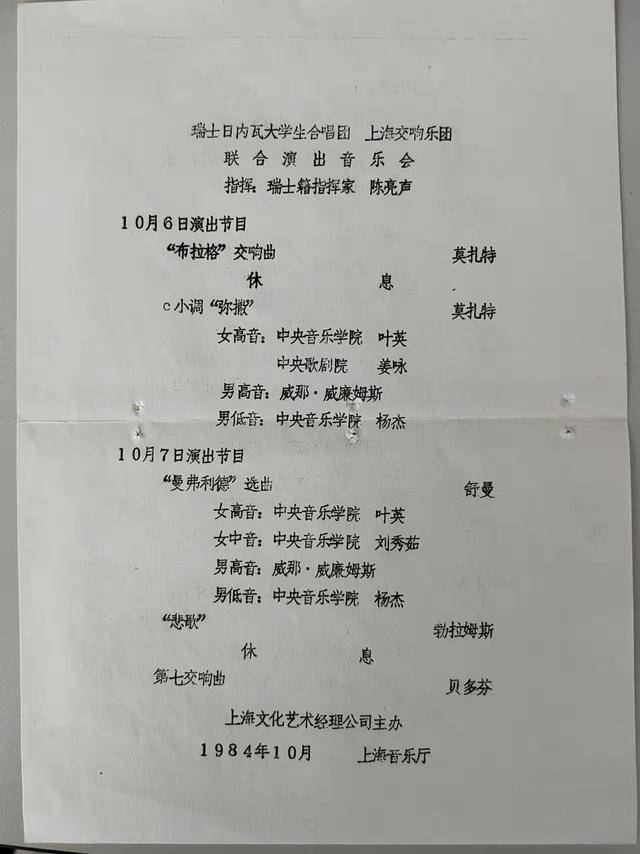 瑞士日内瓦大学生合唱团 上海交响乐团
联合演出音乐会
指挥：瑞士籍指挥家 陈亮声
10月6日演出节目
“布拉格”交响曲 莫扎特
休 息
c小调“弥撒” 莫扎特
女高音：中央音乐学院 叶英
中央歌剧院 姜咏
男高音：威那·威廉姆斯
男低音：中央音乐学院 杨杰
10月7日演出节目
“曼弗利德”选曲 舒曼
女高音：中央音乐学院 叶英
女中音：中央音乐学院 刘秀茹
男高音：威那·威廉姆斯
男低音：中央音乐学院 杨杰
“悲歌” 勃拉姆斯
休 息
第七交响曲 贝多芬
上海文化艺术经理公司主办
1984年10月 上海音乐厅